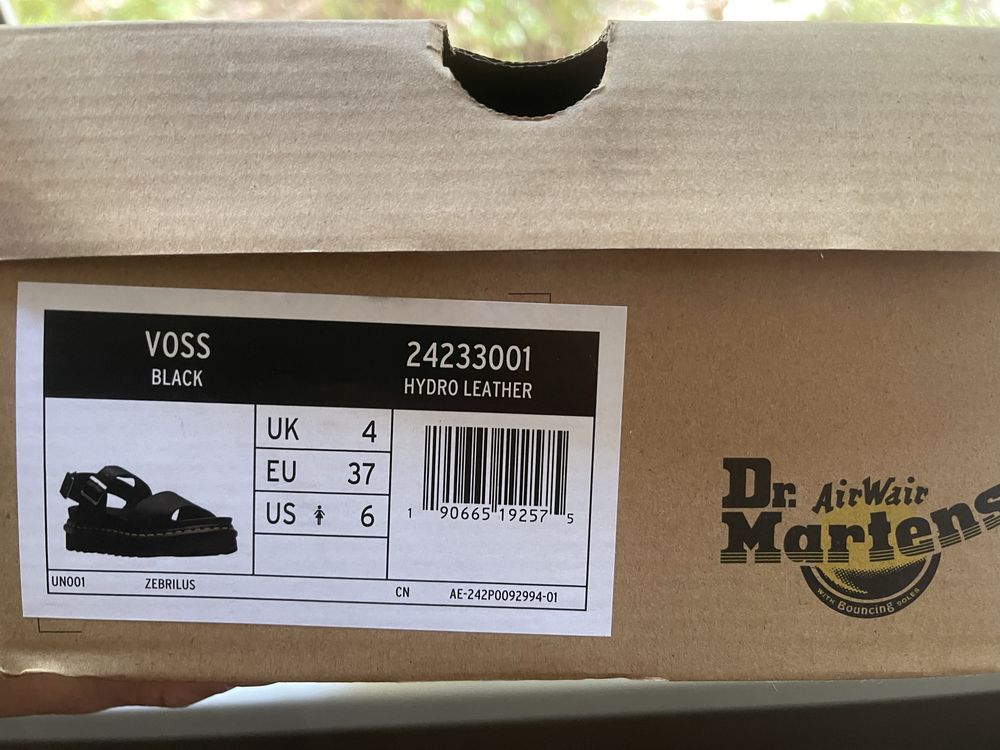 VOSS
BLACK
24233001
HYDRO LEATHER
UK 4
EU 37
US 6
1 90665 19257 5
UN001 ZEBRILUS CN AE-242P0092994-01
Dr. AirWair
Martens
WITH Bouncing SOLES